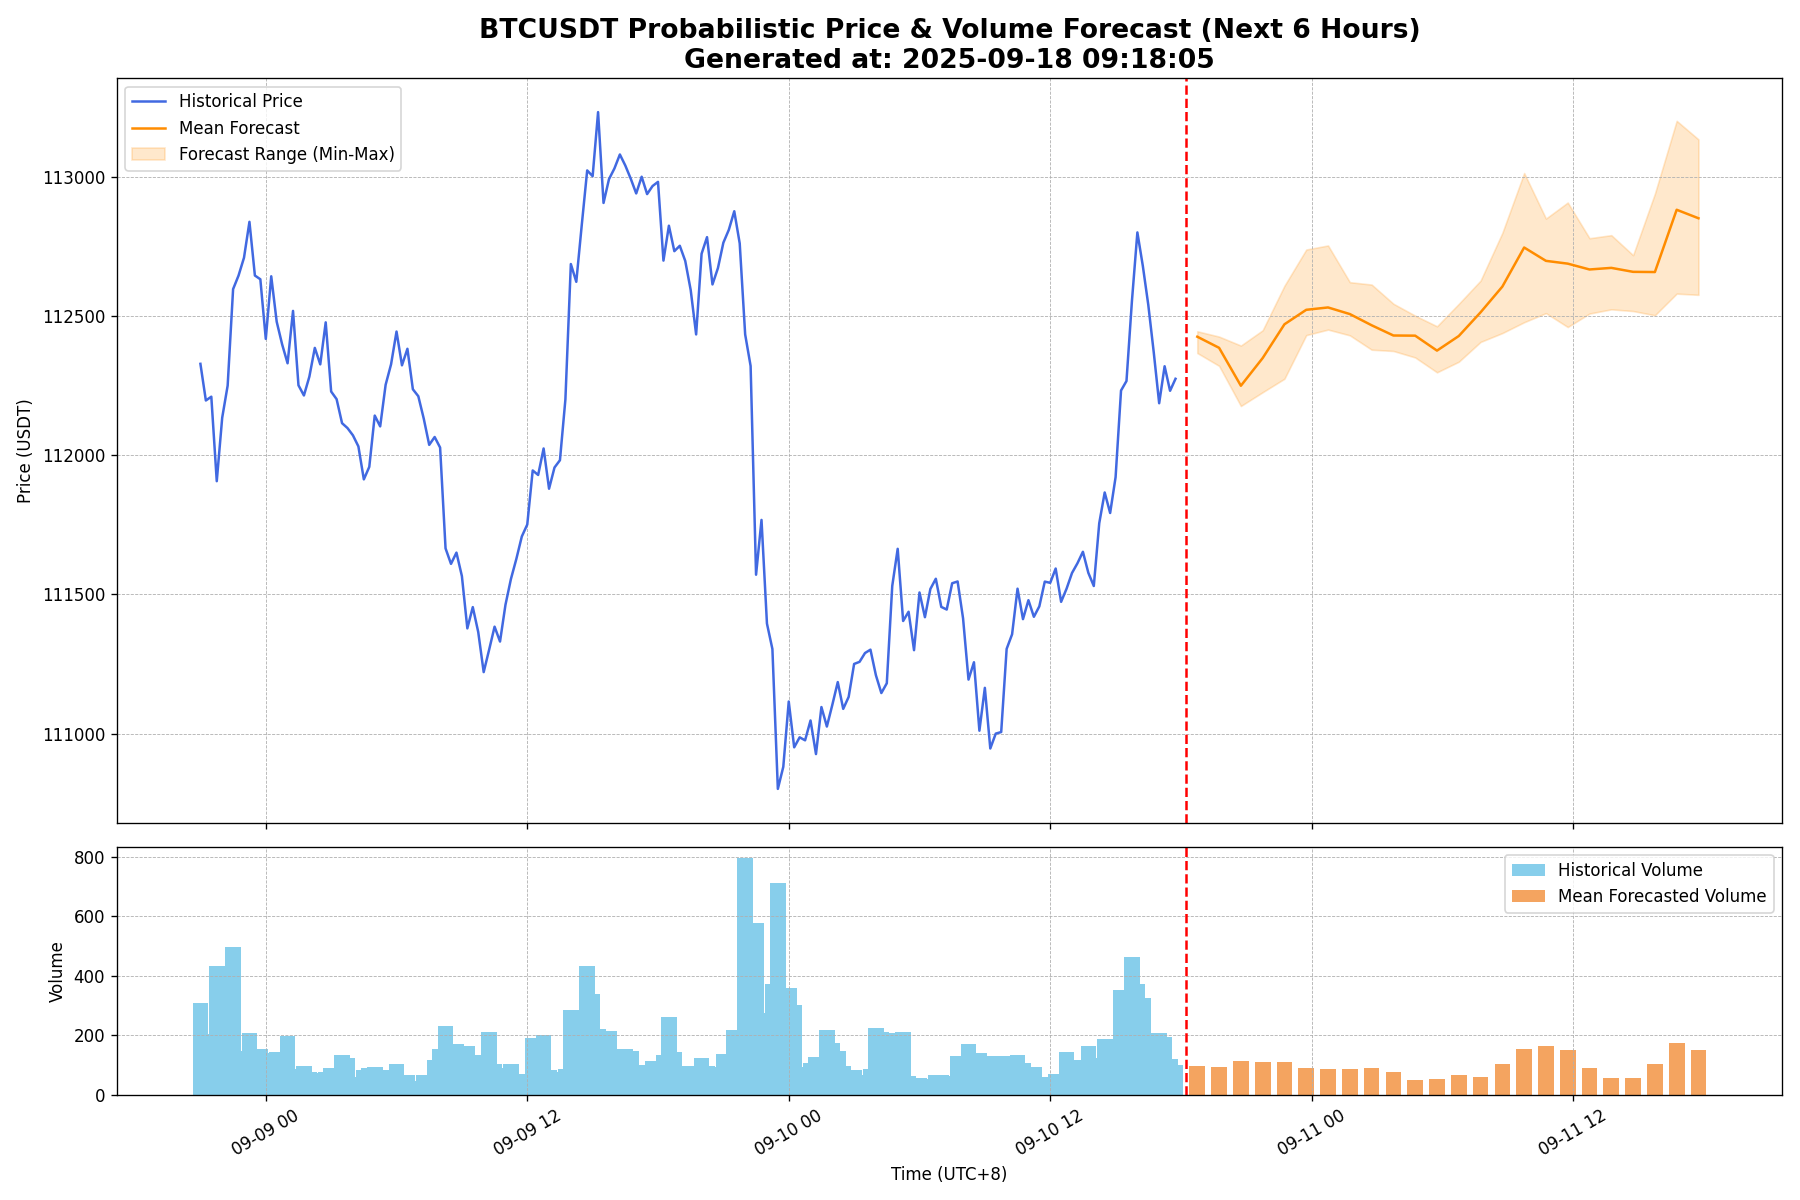 BTCUSDT Probabilistic Price & Volume Forecast (Next 6 Hours)
Generated at: 2025-09-18 09:18:05
Historical Price
Mean Forecast
Forecast Range (Min-Max)
113000
112500
112000
111500
111000
Price (USDT)
800
600
400
200
0
Volume
Historical Volume
Mean Forecasted Volume
09-09 00
09-09 12
09-10 00
09-10 12
09-11 00
09-11 12
Time (UTC+8)